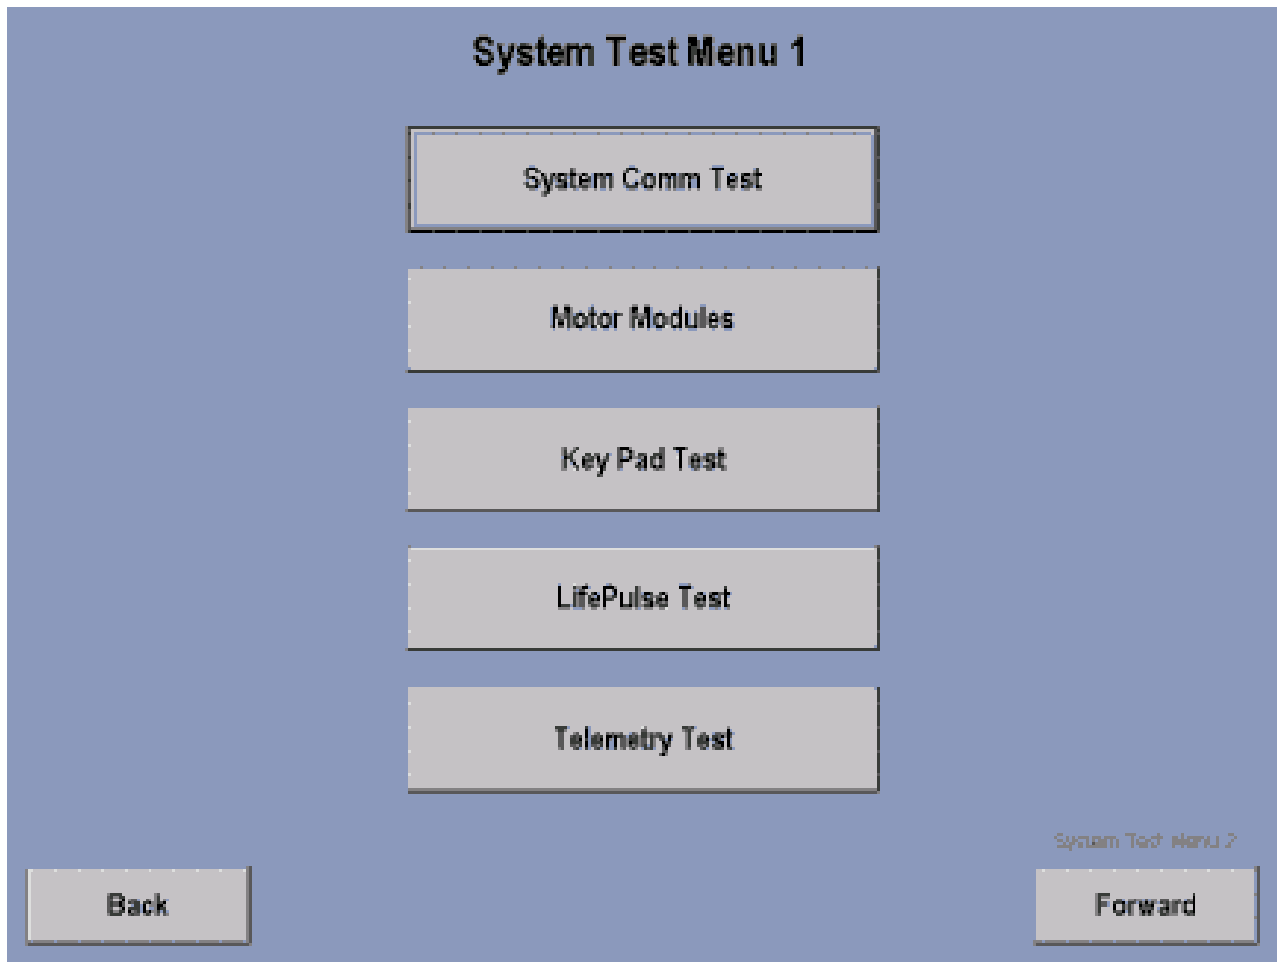 System Test Menu 1
System Comm Test
Motor Modules
Key Pad Test
LifePulse Test
Telemetry Test
System Test Menu 2
Back
Forward